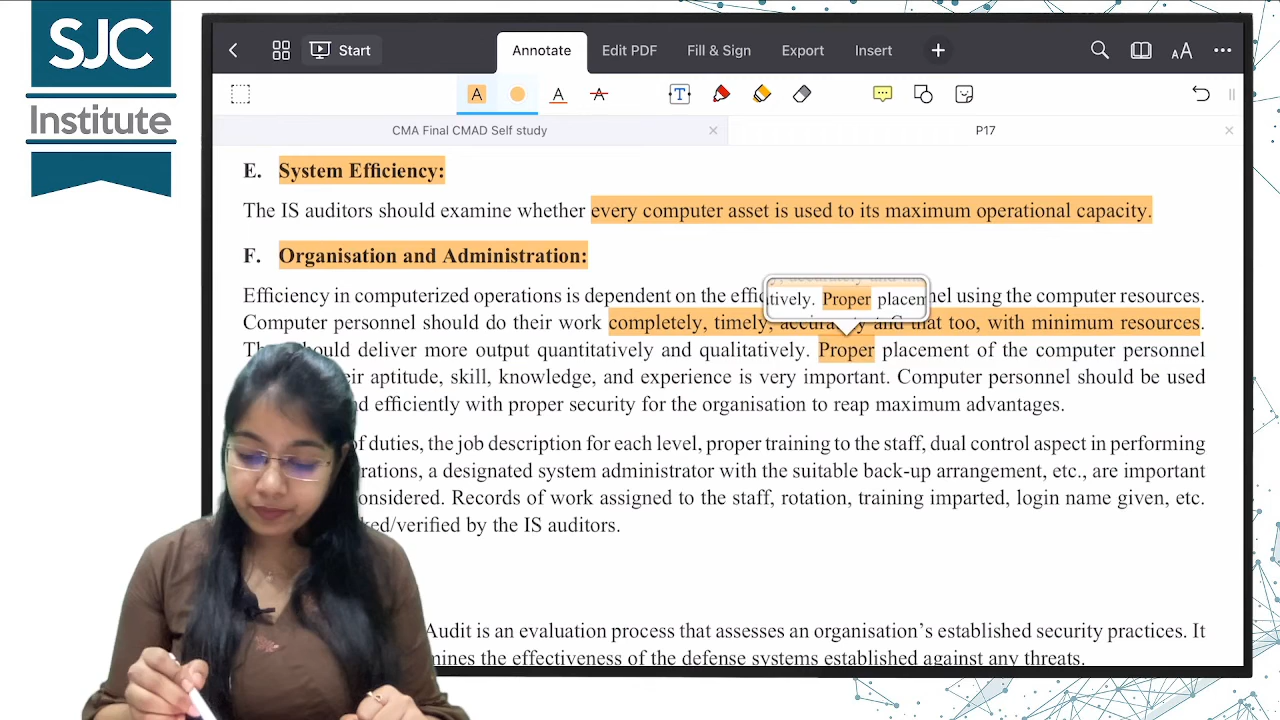 SJC
Institute
Start
Annotate
Edit PDF
Fill & Sign
Export
Insert
CMA Final CMAD Self study
P17
E. System Efficiency:
The IS auditors should examine whether every computer asset is used to its maximum operational capacity.
F. Organisation and Administration:
tively. Proper placem
Efficiency in computerized operations is dependent on the effic nel using the computer resources.
Computer personnel should do their work completely, timely, accurately and that too, with minimum resources.
should deliver more output quantitatively and qualitatively. Proper placement of the computer personnel
eir aptitude, skill, knowledge, and experience is very important. Computer personnel should be used
nd efficiently with proper security for the organisation to reap maximum advantages.
of duties, the job description for each level, proper training to the staff, dual control aspect in performing
rations, a designated system administrator with the suitable back-up arrangement, etc., are important
onsidered. Records of work assigned to the staff, rotation, training imparted, login name given, etc.
ked/verified by the IS auditors.
Audit is an evaluation process that assesses an organisation's established security practices. It
mines the effectiveness of the defense systems established against any threats.